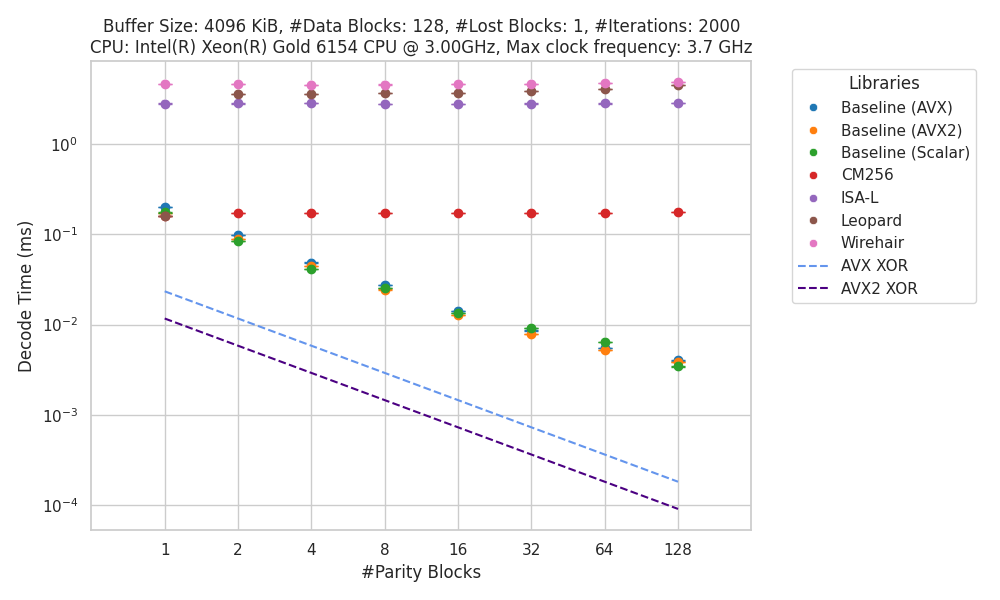 Buffer Size: 4096 KiB, #Data Blocks: 128, #Lost Blocks: 1, #Iterations: 2000
CPU: Intel(R) Xeon(R) Gold 6154 CPU @ 3.00GHz, Max clock frequency: 3.7 GHz
Decode Time (ms)
10⁰
10⁻¹
10⁻²
10⁻³
10⁻⁴
1 2 4 8 16 32 64 128
#Parity Blocks
Libraries
Baseline (AVX)
Baseline (AVX2)
Baseline (Scalar)
CM256
ISA-L
Leopard
Wirehair
AVX XOR
AVX2 XOR